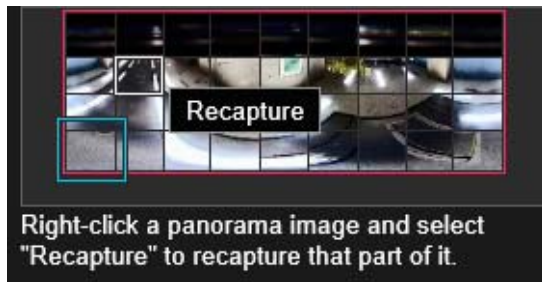 Recapture
Right-click a panorama image and select
"Recapture" to recapture that part of it.